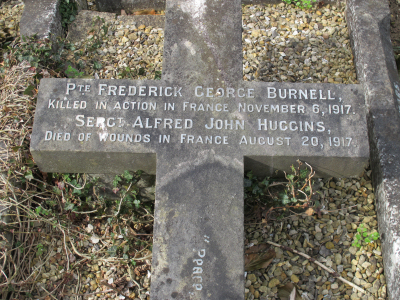 PTE FREDERICK GEORGE BURNELL,
KILLED IN ACTION IN FRANCE NOVEMBER 6, 1917.
SERGT ALFRED JOHN HUGGINS,
DIED OF WOUNDS IN FRANCE AUGUST 20, 1917